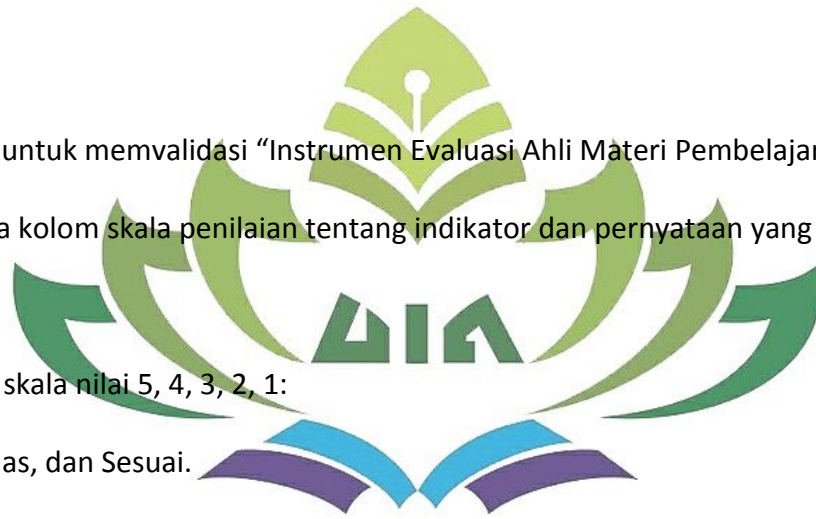 untuk memvalidasi “Instrumen Evaluasi Ahli Materi Pembelajar
a kolom skala penilaian tentang indikator dan pernyataan yang
UIN
skala nilai 5, 4, 3, 2, 1:
as, dan Sesuai.